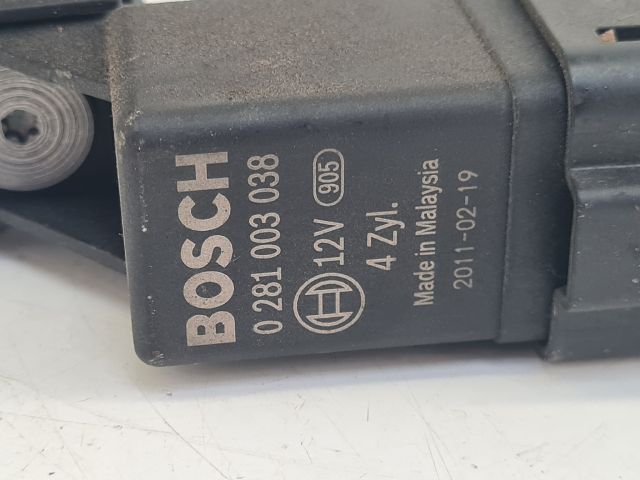 BOSCH
0 281 003 038
12V 905
4 Zyl.
Made in Malaysia
2011-02-19